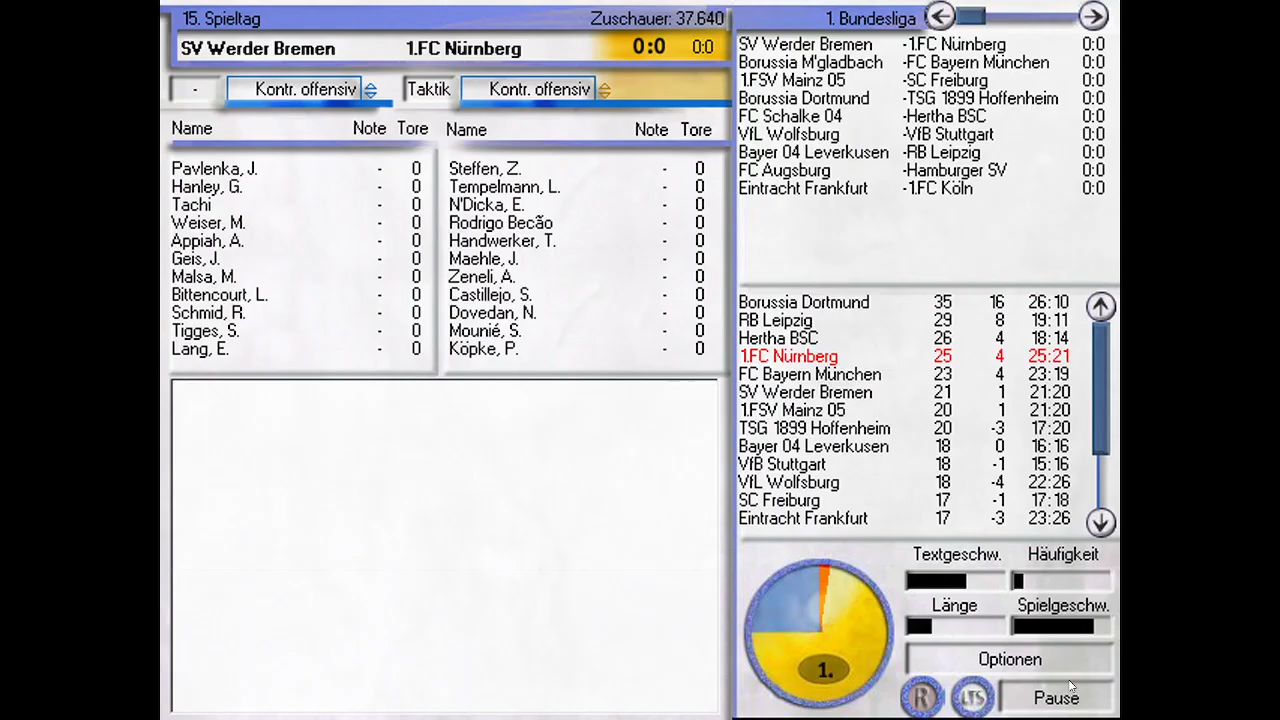 15. Spieltag Zuschauer: 37.640
SV Werder Bremen 1.FC Nürnberg 0:0 0:0
- Kontr. offensiv Taktik Kontr. offensiv
Name Note Tore
Pavlenka, J. - 0
Hanley, G. - 0
Tachi - 0
Weiser, M. - 0
Appiah, A. - 0
Geis, J. - 0
Malsa, M. - 0
Bittencourt, L. - 0
Schmid, R. - 0
Tigges, S. - 0
Lang, E. - 0
Name Note Tore
Steffen, Z. - 0
Tempelmann, L. - 0
N'Dicka, E. - 0
Rodrigo Becão - 0
Handwerker, T. - 0
Maehle, J. - 0
Zeneli, A. - 0
Castillejo, S. - 0
Dovedan, N. - 0
Mounié, S. - 0
Köpke, P. - 0
1. Bundesliga
SV Werder Bremen -1.FC Nürnberg 0:0
Borussia M'gladbach -FC Bayern München 0:0
1.FSV Mainz 05 -SC Freiburg 0:0
Borussia Dortmund -TSG 1899 Hoffenheim 0:0
FC Schalke 04 -Hertha BSC 0:0
VfL Wolfsburg -VfB Stuttgart 0:0
Bayer 04 Leverkusen -RB Leipzig 0:0
FC Augsburg -Hamburger SV 0:0
Eintracht Frankfurt -1.FC Köln 0:0
Borussia Dortmund 35 16 26:10
RB Leipzig 29 8 19:11
Hertha BSC 26 4 18:14
1.FC Nürnberg 25 4 25:21
FC Bayern München 23 4 23:19
SV Werder Bremen 21 1 21:20
1.FSV Mainz 05 20 1 21:20
TSG 1899 Hoffenheim 20 -3 17:20
Bayer 04 Leverkusen 18 0 16:16
VfB Stuttgart 18 -1 15:16
VfL Wolfsburg 18 -4 22:26
SC Freiburg 17 -1 17:18
Eintracht Frankfurt 17 -3 23:26
Textgeschw. Häufigkeit
Länge Spielgeschw.
1.
Optionen
R LTS Pause